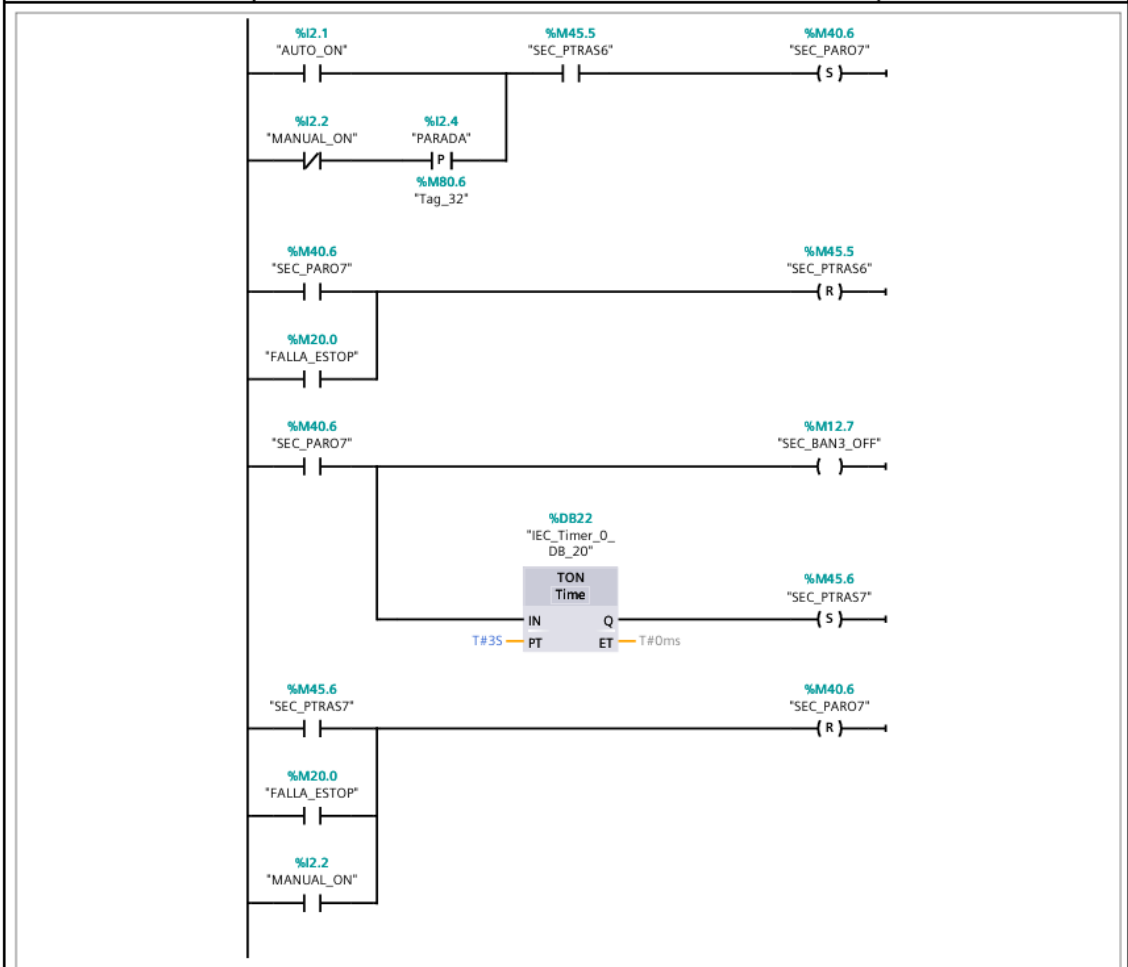 %I2.1
"AUTO_ON"
%M45.5
"SEC_PTRAS6"
%M40.6
"SEC_PARO7"
S
%I2.2
"MANUAL_ON"
%I2.4
"PARADA"
P
%M80.6
"Tag_32"
%M40.6
"SEC_PARO7"
%M45.5
"SEC_PTRAS6"
R
%M20.0
"FALLA_ESTOP"
%M40.6
"SEC_PARO7"
%M12.7
"SEC_BAN3_OFF"
%DB22
"IEC_Timer_0_
DB_20"
TON
Time
%M45.6
"SEC_PTRAS7"
IN Q
S
T#3S PT ET T#0ms
%M45.6
"SEC_PTRAS7"
%M40.6
"SEC_PARO7"
R
%M20.0
"FALLA_ESTOP"
%I2.2
"MANUAL_ON"